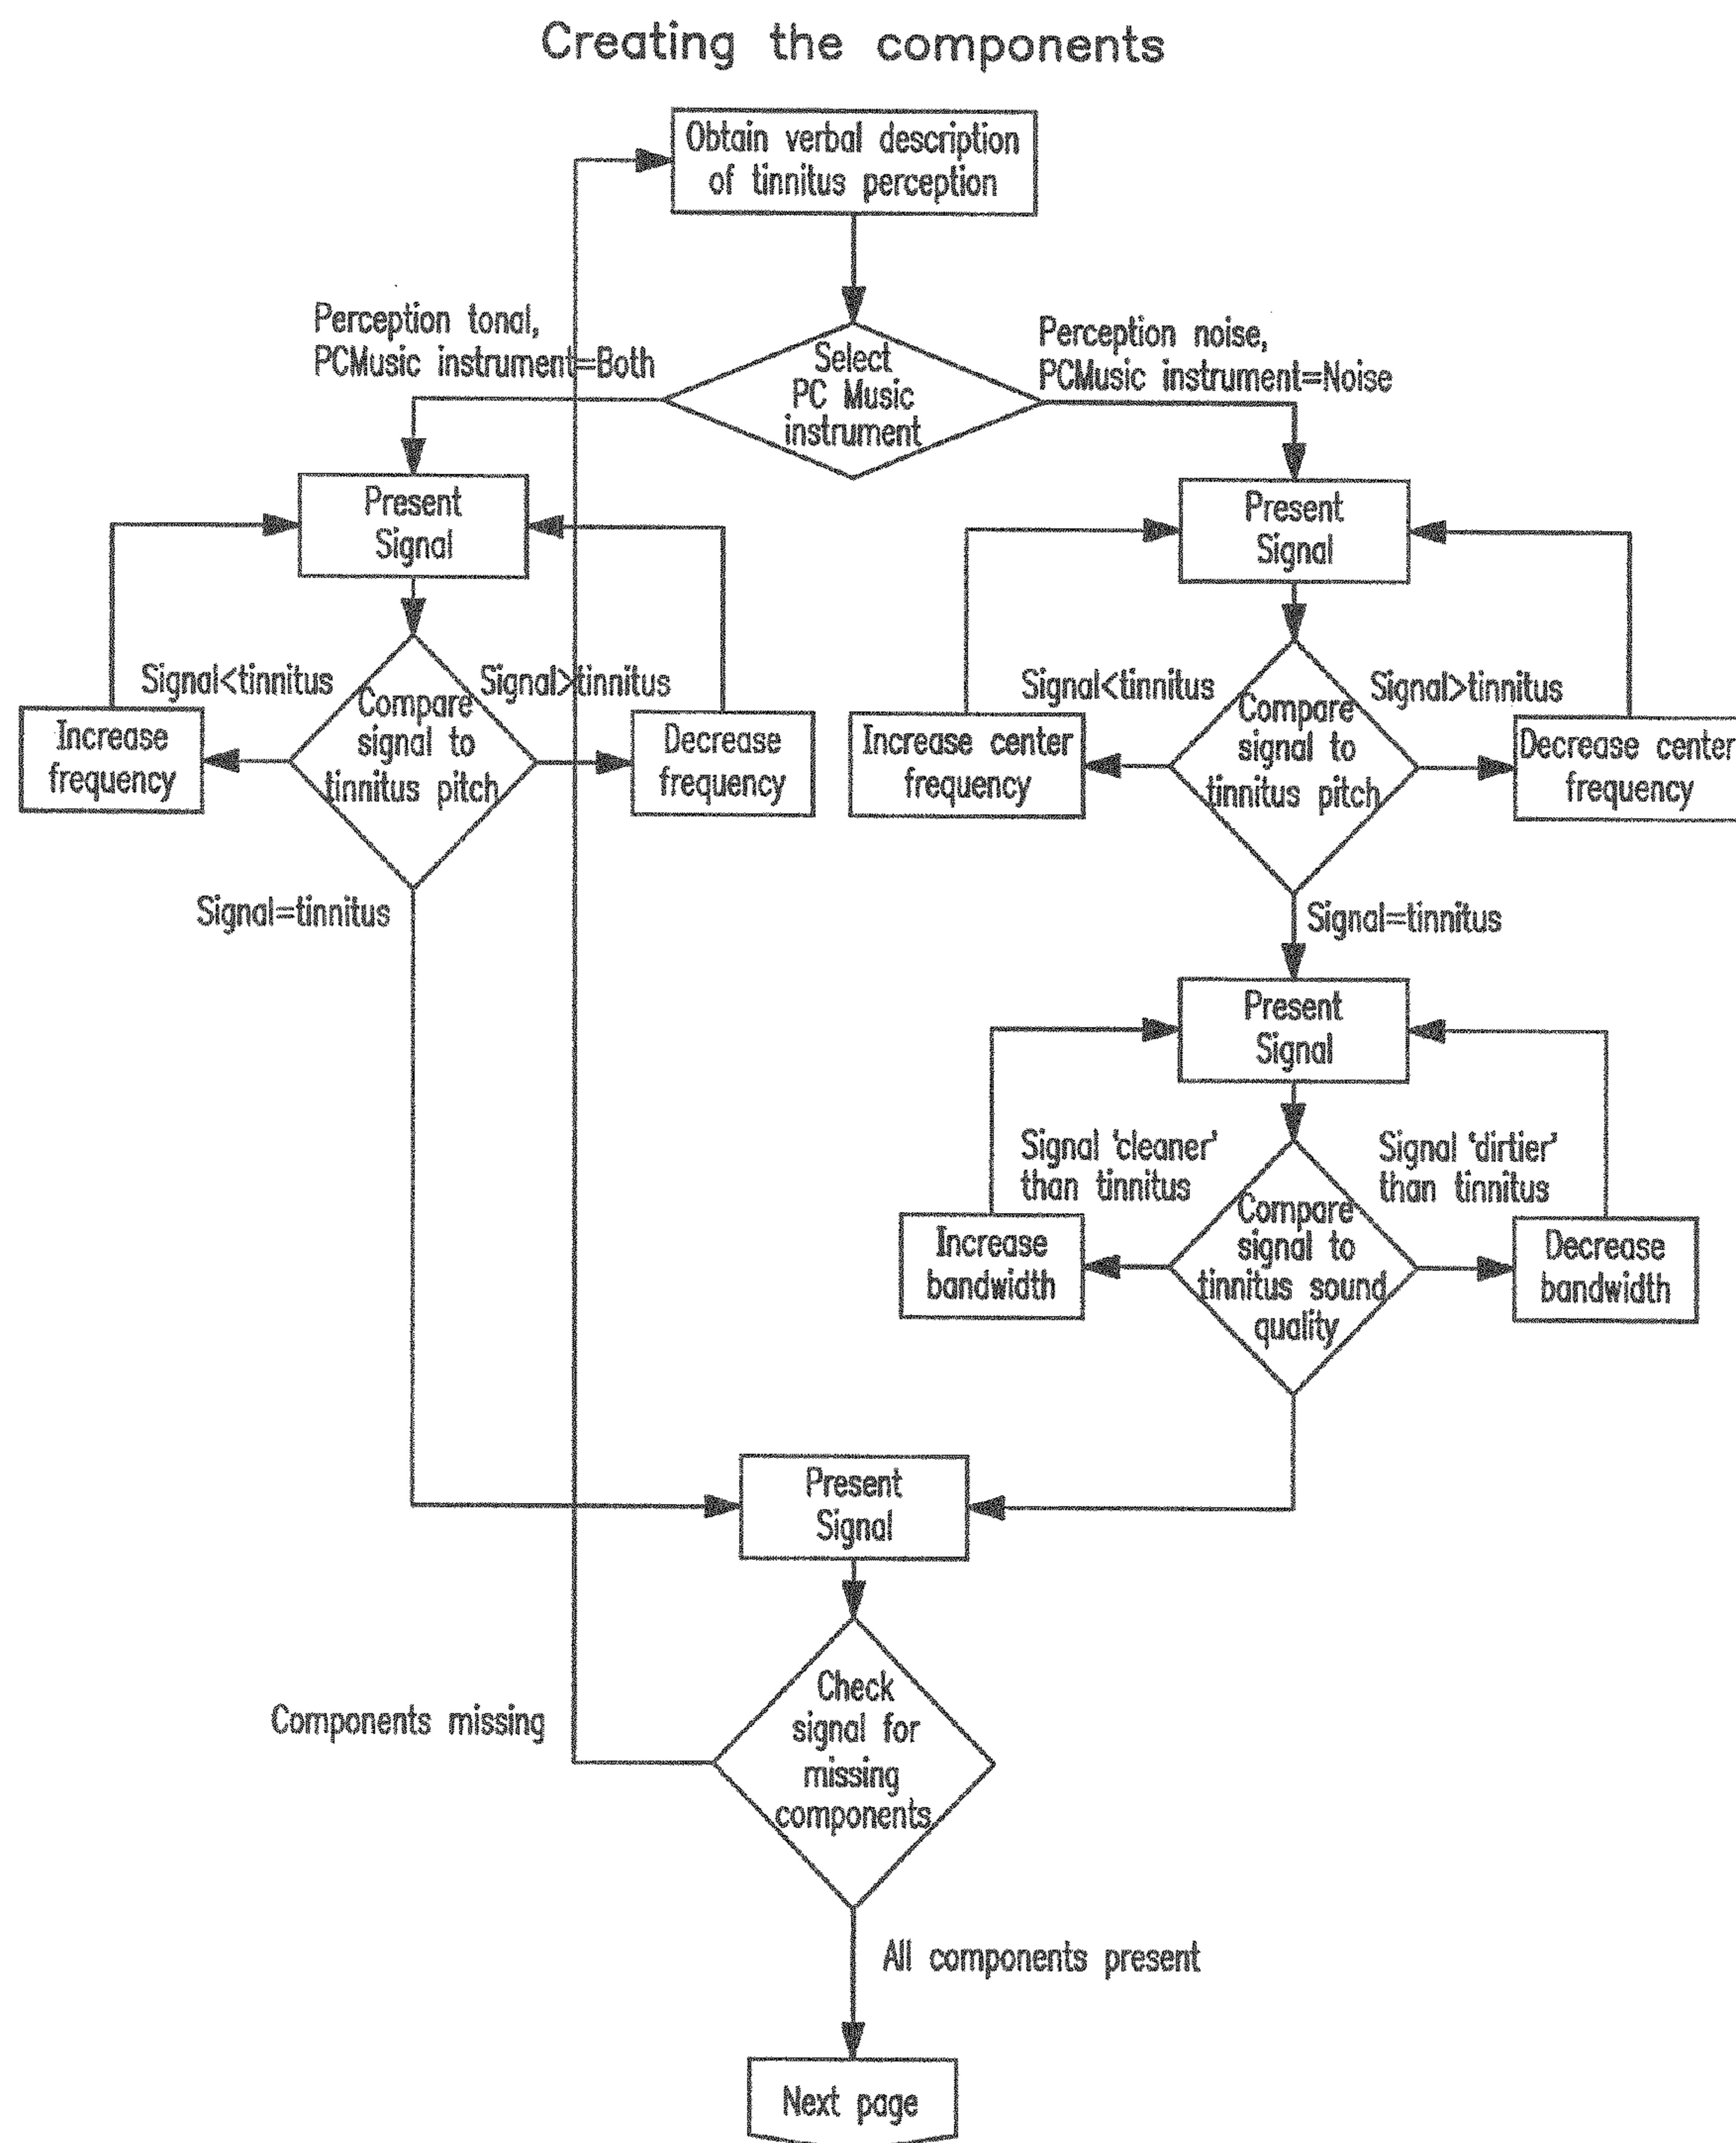 Creating the components
Obtain verbal description
of tinnitus perception
Perception tonal,
PCMusic instrument=Both
Select
PC Music
instrument
Perception noise,
PCMusic instrument=Noise
Present
Signal
Present
Signal
Signal<tinnitus
Compare
signal to
tinnitus pitch
Signal>tinnitus
Increase
frequency
Decrease
frequency
Signal<tinnitus
Compare
signal to
tinnitus pitch
Signal>tinnitus
Increase center
frequency
Decrease center
frequency
Signal=tinnitus
Signal=tinnitus
Present
Signal
Signal 'cleaner'
than tinnitus
Signal 'dirtier'
than tinnitus
Compare
signal to
tinnitus sound
quality
Increase
bandwidth
Decrease
bandwidth
Present
Signal
Components missing
Check
signal for
missing
components
All components present
Next page